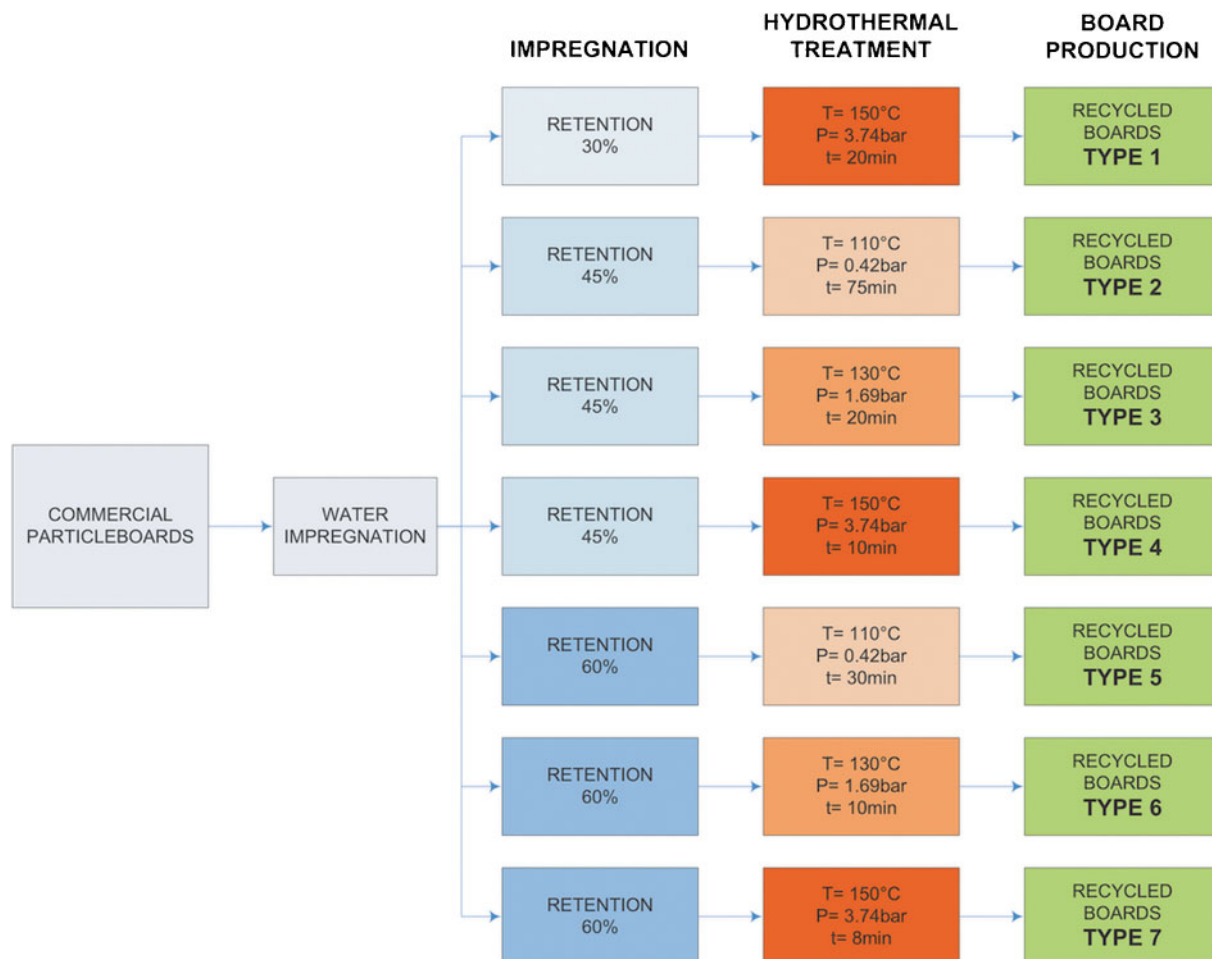 IMPREGNATION
HYDROTHERMAL
TREATMENT
BOARD
PRODUCTION
COMMERCIAL
PARTICLEBOARDS
WATER
IMPREGNATION
RETENTION
30%
T= 150°C
P= 3.74bar
t= 20min
RECYCLED
BOARDS
TYPE 1
RETENTION
45%
T= 110°C
P= 0.42bar
t= 75min
RECYCLED
BOARDS
TYPE 2
RETENTION
45%
T= 130°C
P= 1.69bar
t= 20min
RECYCLED
BOARDS
TYPE 3
RETENTION
45%
T= 150°C
P= 3.74bar
t= 10min
RECYCLED
BOARDS
TYPE 4
RETENTION
60%
T= 110°C
P= 0.42bar
t= 30min
RECYCLED
BOARDS
TYPE 5
RETENTION
60%
T= 130°C
P= 1.69bar
t= 10min
RECYCLED
BOARDS
TYPE 6
RETENTION
60%
T= 150°C
P= 3.74bar
t= 8min
RECYCLED
BOARDS
TYPE 7